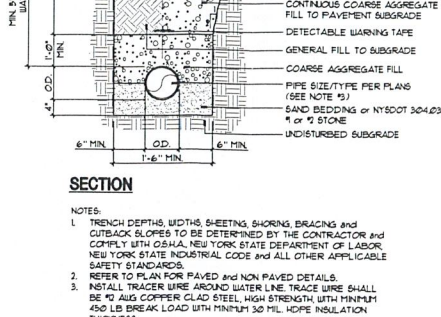 CONTINUOUS COARSE AGGREGATE
FILL TO PAVEMENT SUBGRADE
DETECTABLE WARNING TAPE
GENERAL FILL TO SUBGRADE
COARSE AGGREGATE FILL
PIPE SIZE/TYPE PER PLANS
(SEE NOTE #3)
SAND BEDDING or NYSDOT 304.03
#1 or #2 STONE
UNDISTURBED SUBGRADE
MIN. 5'
1'-0"
MIN.
O.D.
4"
6" MIN. O.D. 6" MIN.
1'-6" MIN.
SECTION
NOTES:
1. TRENCH DEPTHS, WIDTHS, SHEETING, SHORING, BRACING and
CUTBACK SLOPES TO BE DETERMINED BY THE CONTRACTOR and
COMPLY WITH O.S.H.A., NEW YORK STATE DEPARTMENT OF LABOR,
NEW YORK STATE INDUSTRIAL CODE and ALL OTHER APPLICABLE
SAFETY STANDARDS.
2. REFER TO PLAN FOR PAVED and NON PAVED DETAILS.
3. INSTALL TRACER WIRE AROUND WATER LINE. TRACE WIRE SHALL
BE #12 AWG COPPER CLAD STEEL, HIGH STRENGTH, WITH MINIMUM
450 LB BREAK LOAD WITH MINIMUM 30 MIL. HDPE INSULATION